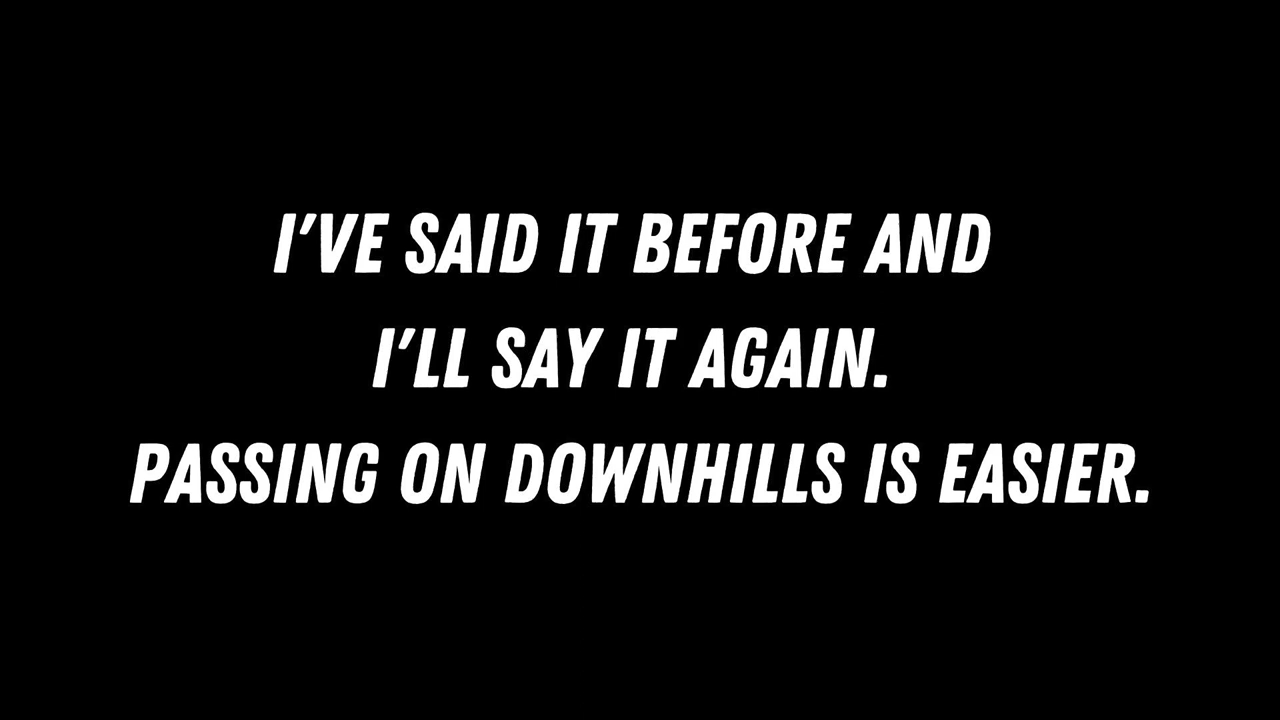 I'VE SAID IT BEFORE AND
I'LL SAY IT AGAIN.
PASSING ON DOWNHILLS IS EASIER.